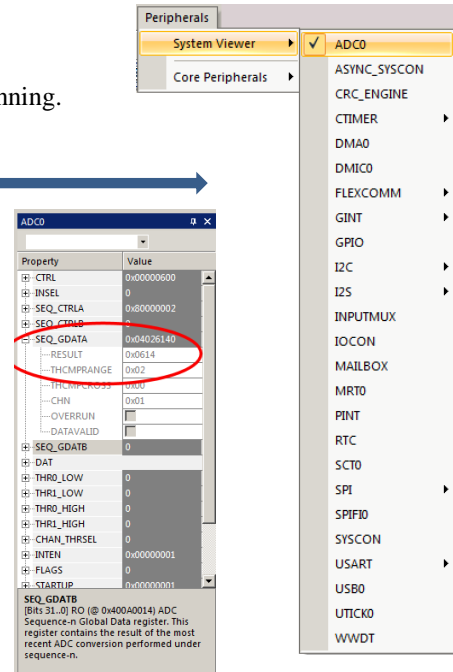 Peripherals
System Viewer
Core Peripherals
ADC0
ASYNC_SYSCON
CRC_ENGINE
CTIMER
DMA0
DMIC0
FLEXCOMM
GINT
GPIO
I2C
I2S
INPUTMUX
IOCON
MAILBOX
MRT0
PINT
RTC
SCT0
SPI
SPIFI0
SYSCON
USART
USB0
UTICK0
WWDT
nning.
ADC0
Property Value
CTRL 0x00000600
INSEL 0
SEQ_CTRLA 0x80000002
SEQ_CTRLB 0
SEQ_GDATA 0x04026140
RESULT 0x0614
THCMPRANGE 0x02
THCMPCROSS 0x00
CHN 0x01
OVERRUN
DATAVALID
SEQ_GDATB 0
DAT
THR0_LOW 0
THR1_LOW 0
THR0_HIGH 0
THR1_HIGH 0
CHAN_THRSEL 0
INTEN 0x00000001
FLAGS 0
STARTUP 0x00000001
SEQ_GDATB
[Bits 31..0] RO (@ 0x400A0014) ADC
Sequence-n Global Data register. This
register contains the result of the most
recent ADC conversion performed under
sequence-n.